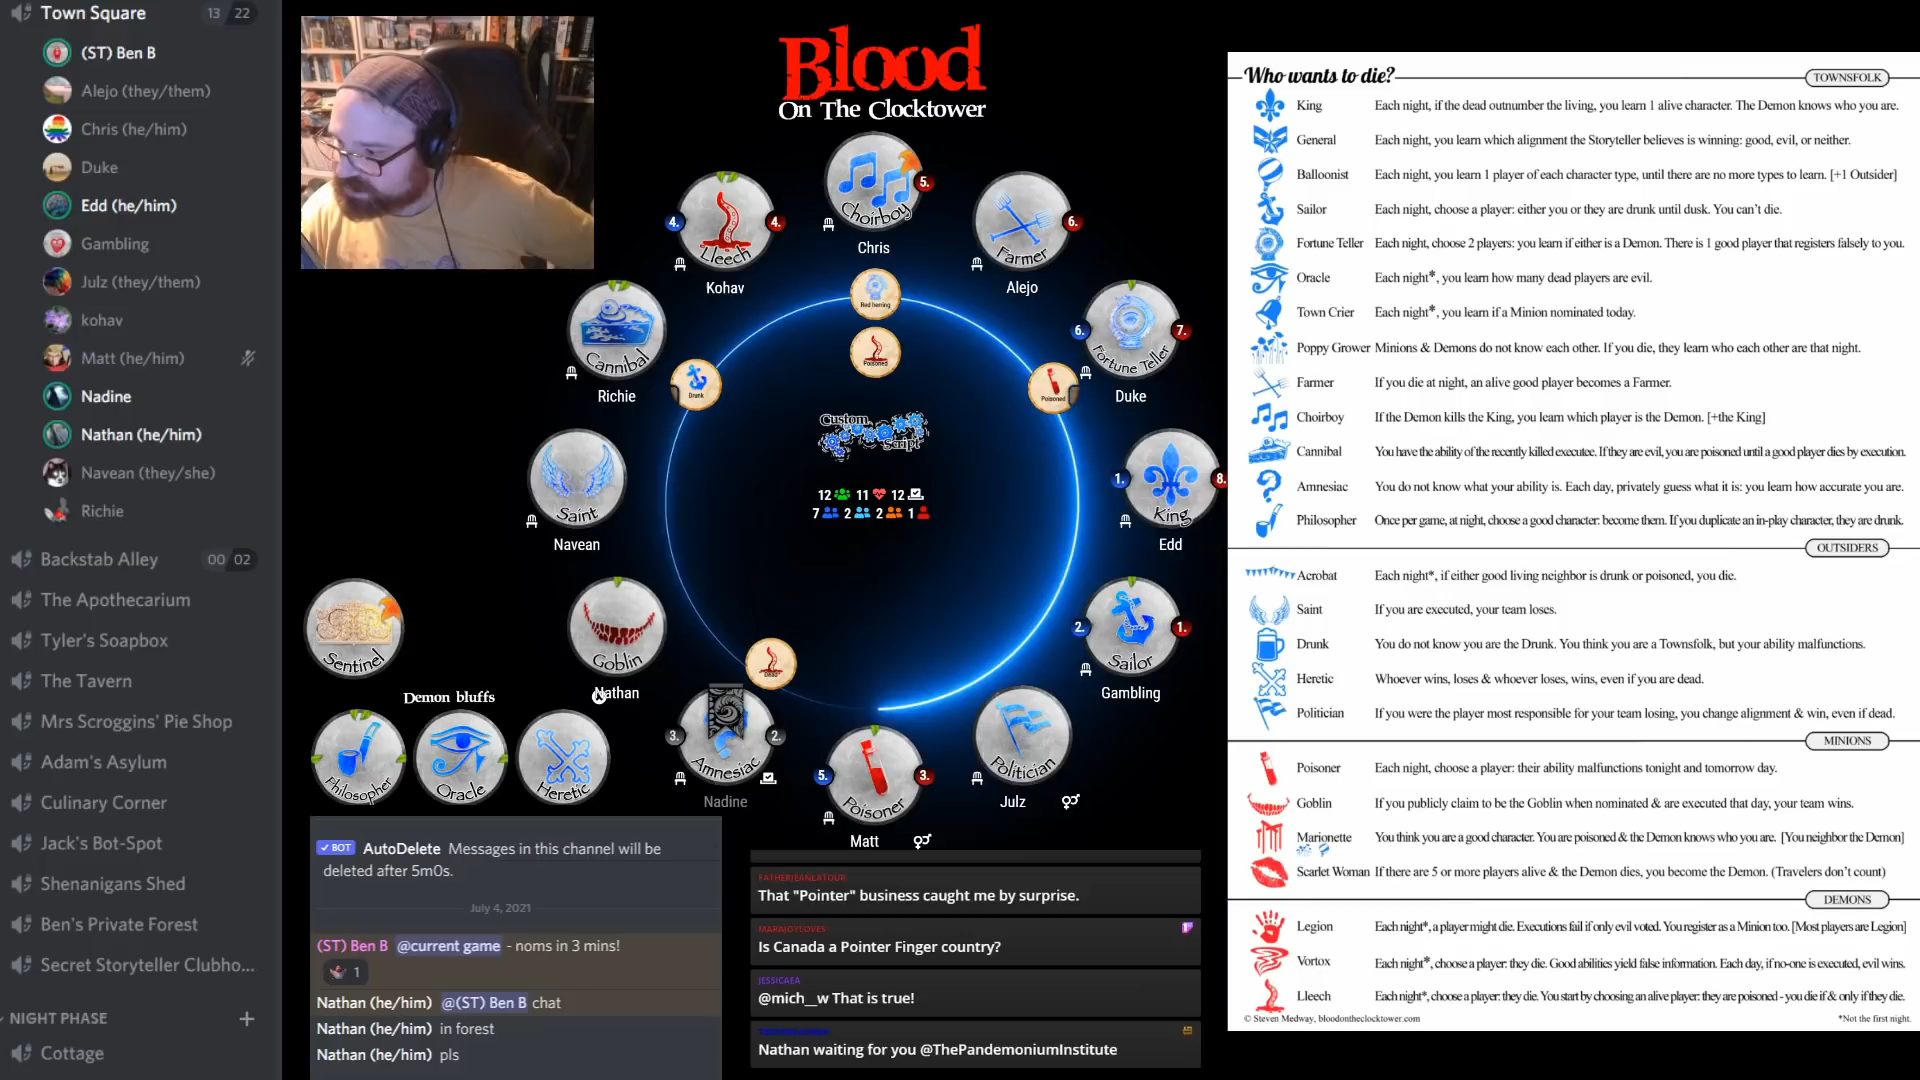 Town Square 13 22
(ST) Ben B
Alejo (they/them)
Chris (he/him)
Duke
Edd (he/him)
Gambling
Julz (they/them)
kohav
Matt (he/him)
Nadine
Nathan (he/him)
Navean (they/she)
Richie
Backstab Alley 00 02
The Apothecarium
Tyler's Soapbox
The Tavern
Mrs Scroggins' Pie Shop
Adam's Asylum
Culinary Corner
Jack's Bot-Spot
Shenanigans Shed
Ben's Private Forest
Secret Storyteller Clubho...
NIGHT PHASE +
Cottage
Blood
On The Clocktower
Choirboy
5.
Chris
4.
Lleech
4.
Kohav
Farmer
6.
Alejo
Cannibal
Richie
6.
Fortune Teller
7.
Duke
Red herring
Poisoned
Drunk
Poisoned
Custom
Script
12 11 12
7 2 2 1
Saint
Navean
1.
King
8.
Edd
Goblin
Nathan
2.
Sailor
1.
Gambling
Dead
3.
Amnesiac
2.
Nadine
5.
Poisoner
3.
Matt
Politician
Julz
Sentinel
Demon bluffs
Philosopher
Oracle
Heretic
BOT AutoDelete Messages in this channel will be
deleted after 5m0s.
July 4, 2021
(ST) Ben B @current game - noms in 3 mins!
1
Nathan (he/him) @(ST) Ben B chat
Nathan (he/him) in forest
Nathan (he/him) pls
FATHERJEANLATOUR
That "Pointer" business caught me by surprise.
MARAJOYLOVES
Is Canada a Pointer Finger country?
JESSICAEA
@mich__w That is true!
Nathan waiting for you @ThePandemoniumInstitute
Who wants to die? TOWNSFOLK
King Each night, if the dead outnumber the living, you learn 1 alive character. The Demon knows who you are.
General Each night, you learn which alignment the Storyteller believes is winning: good, evil, or neither.
Balloonist Each night, you learn 1 player of each character type, until there are no more types to learn. [+1 Outsider]
Sailor Each night, choose a player: either you or they are drunk until dusk. You can't die.
Fortune Teller Each night, choose 2 players: you learn if either is a Demon. There is 1 good player that registers falsely to you.
Oracle Each night*, you learn how many dead players are evil.
Town Crier Each night*, you learn if a Minion nominated today.
Poppy Grower Minions & Demons do not know each other. If you die, they learn who each other are that night.
Farmer If you die at night, an alive good player becomes a Farmer.
Choirboy If the Demon kills the King, you learn which player is the Demon. [+the King]
Cannibal You have the ability of the recently killed executee. If they are evil, you are poisoned until a good player dies by execution.
Amnesiac You do not know what your ability is. Each day, privately guess what it is: you learn how accurate you are.
Philosopher Once per game, at night, choose a good character: become them. If you duplicate an in-play character, they are drunk.
OUTSIDERS
Acrobat Each night*, if either good living neighbor is drunk or poisoned, you die.
Saint If you are executed, your team loses.
Drunk You do not know you are the Drunk. You think you are a Townsfolk, but your ability malfunctions.
Heretic Whoever wins, loses & whoever loses, wins, even if you are dead.
Politician If you were the player most responsible for your team losing, you change alignment & win, even if dead.
MINIONS
Poisoner Each night, choose a player: their ability malfunctions tonight and tomorrow day.
Goblin If you publicly claim to be the Goblin when nominated & are executed that day, your team wins.
Marionette You think you are a good character. You are poisoned & the Demon knows who you are. [You neighbor the Demon]
Scarlet Woman If there are 5 or more players alive & the Demon dies, you become the Demon. (Travelers don't count)
DEMONS
Legion Each night*, a player might die. Executions fail if only evil voted. You register as a Minion too. [Most players are Legion]
Vortox Each night*, choose a player: they die. Good abilities yield false information. Each day, if no-one is executed, evil wins.
Lleech Each night*, choose a player: they die. You start by choosing an alive player: they are poisoned - you die if & only if they die.
© Steven Medway, bloodontheclocktower.com *Not the first night.